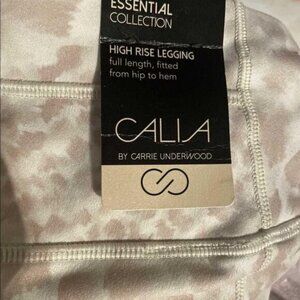 ESSENTIAL
COLLECTION
HIGH RISE LEGGING
full length, fitted
from hip to hem
CALIA
BY CARRIE UNDERWOOD